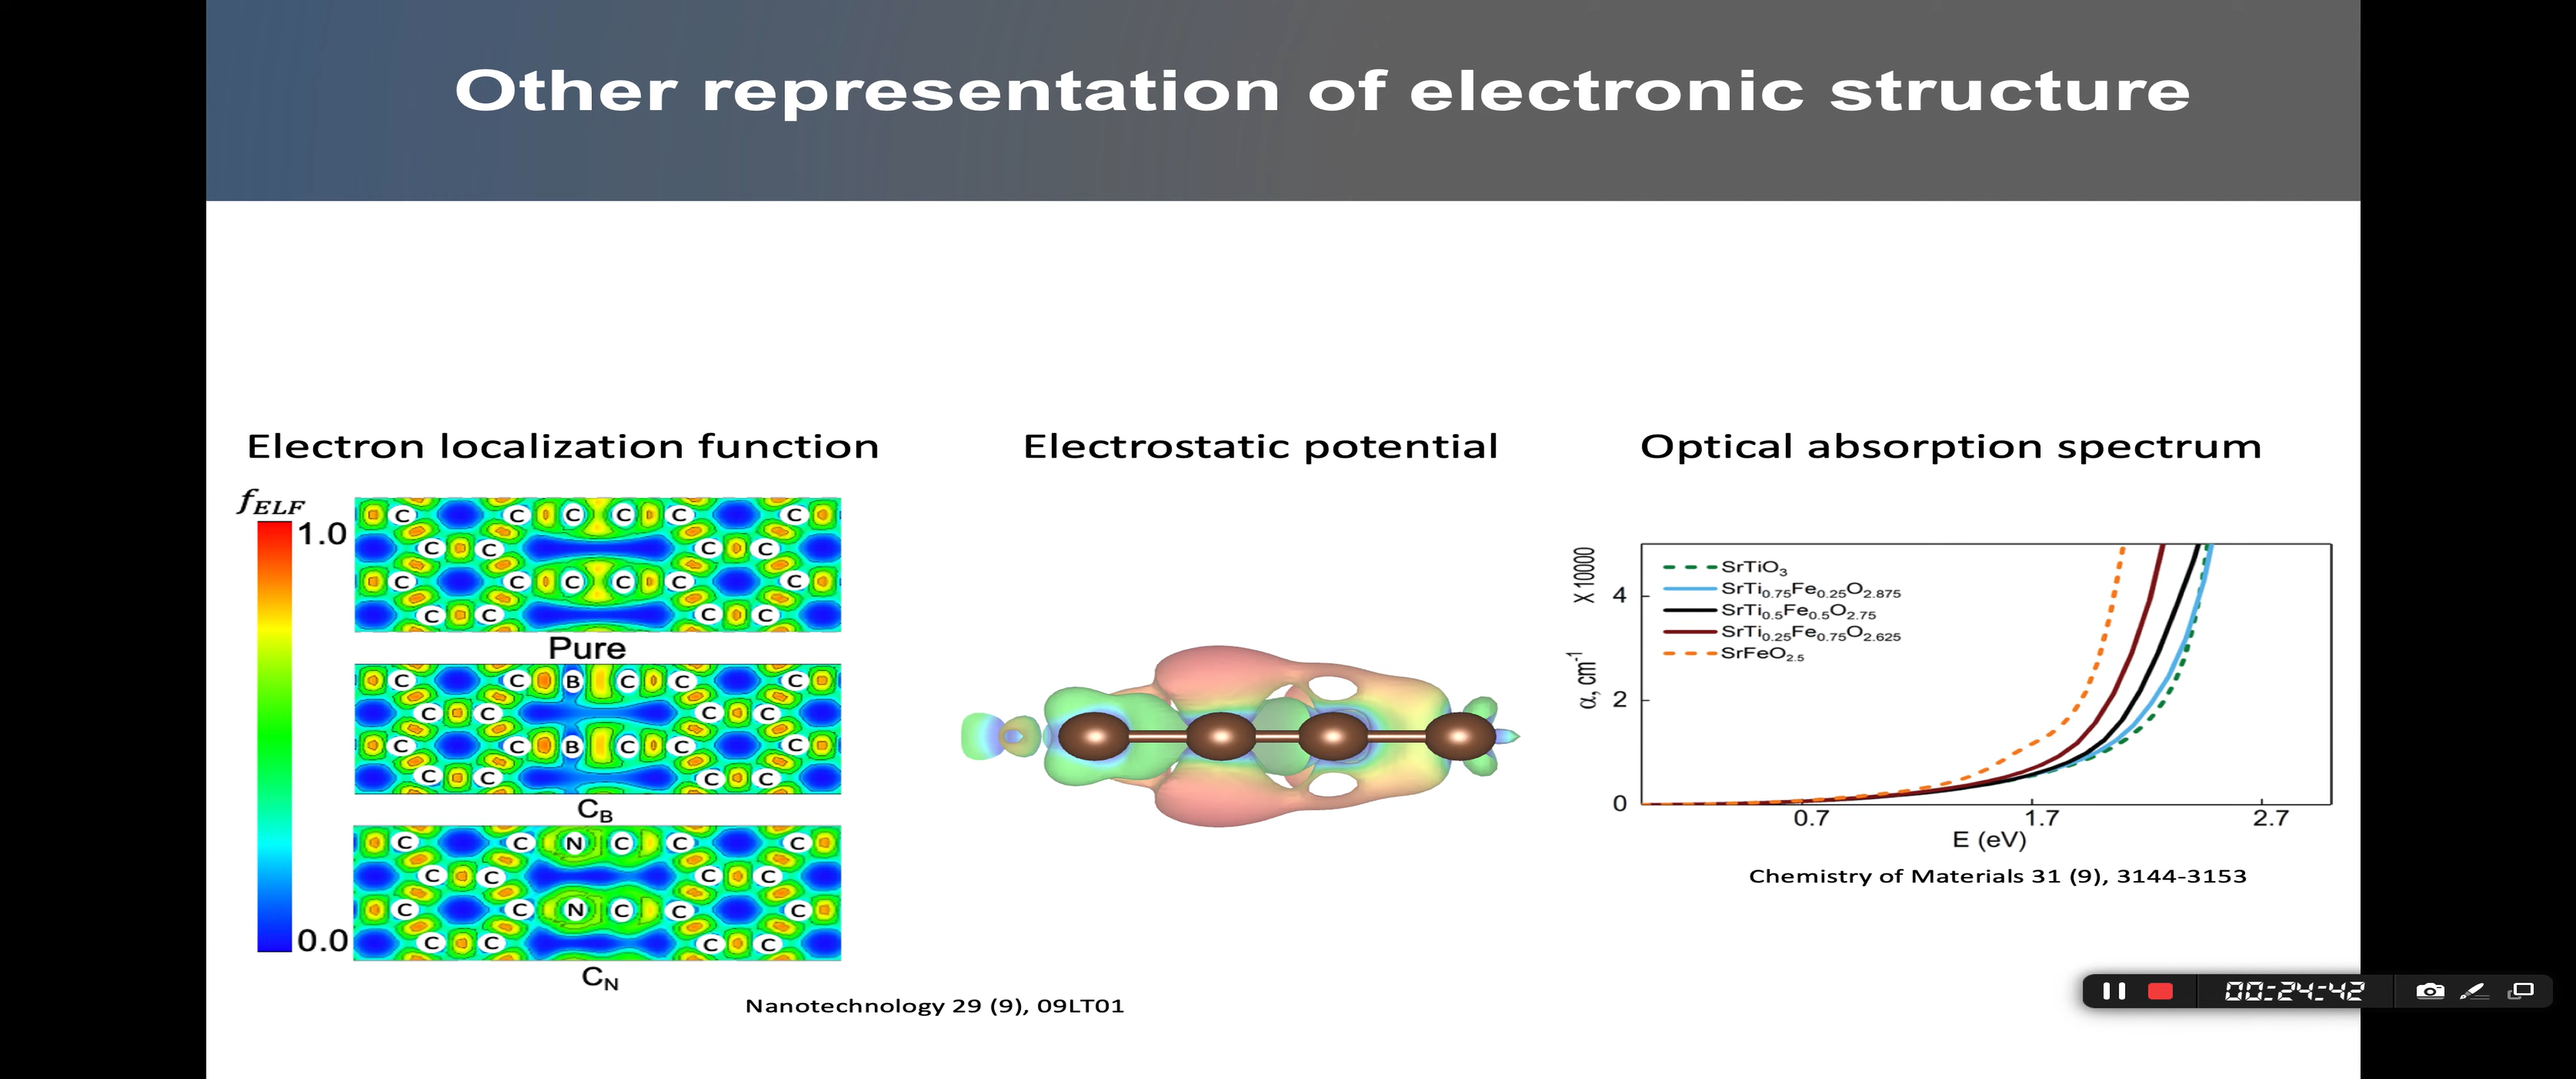 Other representation of electronic structure
Electron localization function
f_ELF
1.0
0.0
C C C C C C
C C C C
C C C C C C
C C C C
Pure
C C B C C C
C C C C
C C B C C C
C C C C
C_B
C C N C C C
C C C C
C C N C C C
C C C C
C_N
Nanotechnology 29 (9), 09LT01
Electrostatic potential
Optical absorption spectrum
X 10000
α, cm⁻¹
4
2
0
SrTiO₃
SrTi₀.₇₅Fe₀.₂₅O₂.₈₇₅
SrTi₀.₅Fe₀.₅O₂.₇₅
SrTi₀.₂₅Fe₀.₇₅O₂.₆₂₅
SrFeO₂.₅
0.7 1.7 2.7
E (eV)
Chemistry of Materials 31 (9), 3144-3153
00:24:42